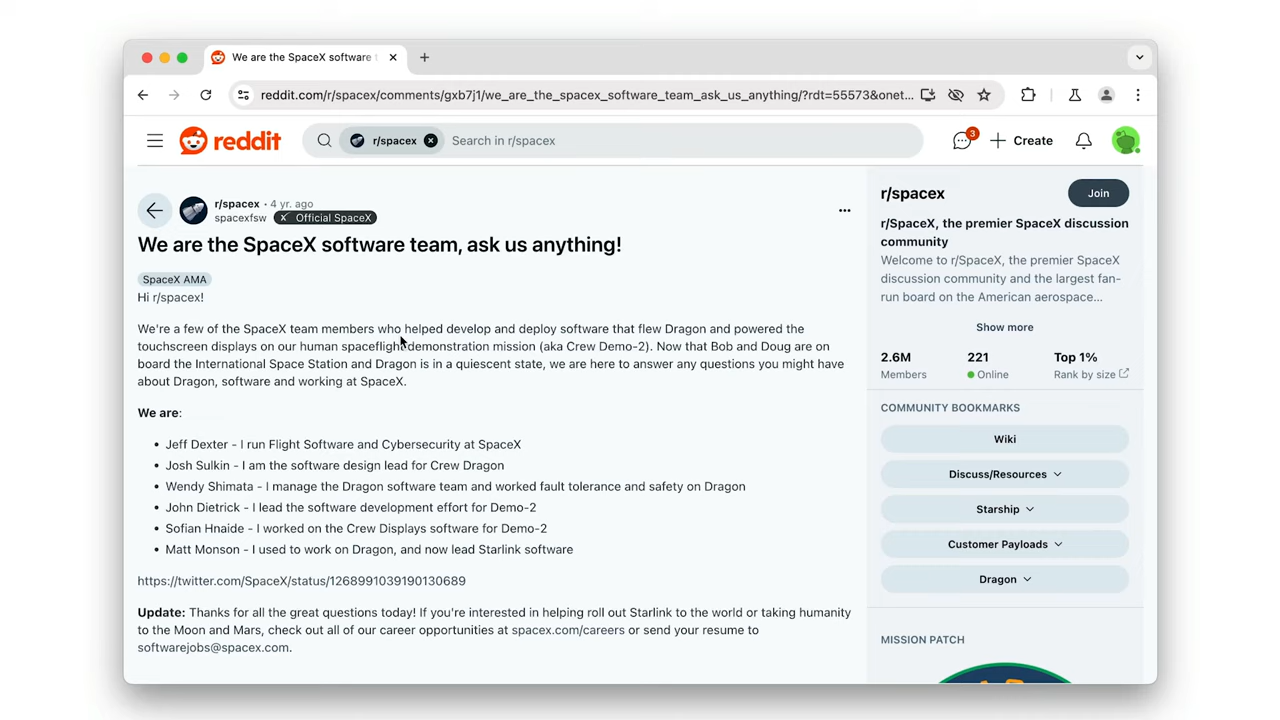 We are the SpaceX software
reddit.com/r/spacex/comments/gxb7j1/we_are_the_spacex_software_team_ask_us_anything/?rdt=55573&onet...
reddit
r/spacex
Search in r/spacex
3
Create
r/spacex • 4 yr. ago
spacexfsw Official SpaceX
We are the SpaceX software team, ask us anything!
SpaceX AMA
Hi r/spacex!
We're a few of the SpaceX team members who helped develop and deploy software that flew Dragon and powered the
touchscreen displays on our human spaceflight demonstration mission (aka Crew Demo-2). Now that Bob and Doug are on
board the International Space Station and Dragon is in a quiescent state, we are here to answer any questions you might have
about Dragon, software and working at SpaceX.
We are:
• Jeff Dexter - I run Flight Software and Cybersecurity at SpaceX
• Josh Sulkin - I am the software design lead for Crew Dragon
• Wendy Shimata - I manage the Dragon software team and worked fault tolerance and safety on Dragon
• John Dietrick - I lead the software development effort for Demo-2
• Sofian Hnaide - I worked on the Crew Displays software for Demo-2
• Matt Monson - I used to work on Dragon, and now lead Starlink software
https://twitter.com/SpaceX/status/1268991039190130689
Update: Thanks for all the great questions today! If you're interested in helping roll out Starlink to the world or taking humanity
to the Moon and Mars, check out all of our career opportunities at spacex.com/careers or send your resume to
softwarejobs@spacex.com.
r/spacex
Join
r/SpaceX, the premier SpaceX discussion
community
Welcome to r/SpaceX, the premier SpaceX
discussion community and the largest fan-
run board on the American aerospace...
Show more
2.6M 221 Top 1%
Members Online Rank by size
COMMUNITY BOOKMARKS
Wiki
Discuss/Resources
Starship
Customer Payloads
Dragon
MISSION PATCH